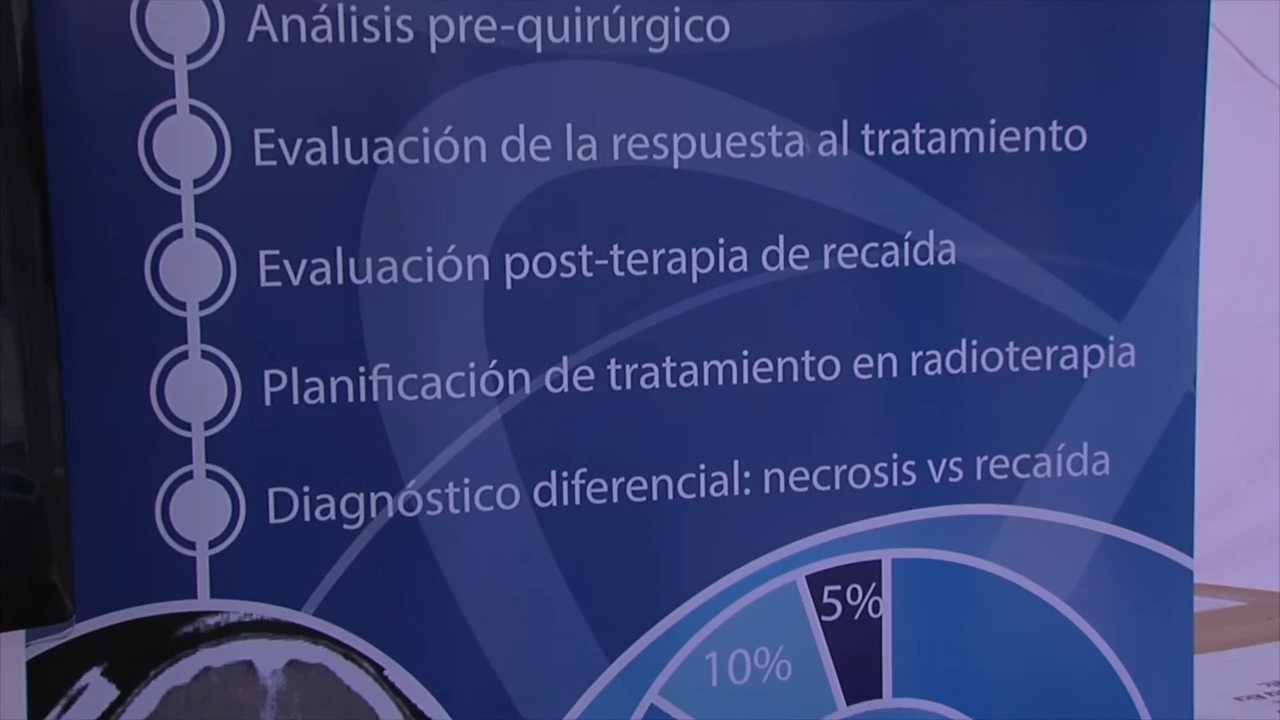 Análisis pre-quirúrgico
Evaluación de la respuesta al tratamiento
Evaluación post-terapia de recaída
Planificación de tratamiento en radioterapia
Diagnóstico diferencial: necrosis vs recaída
5%
10%